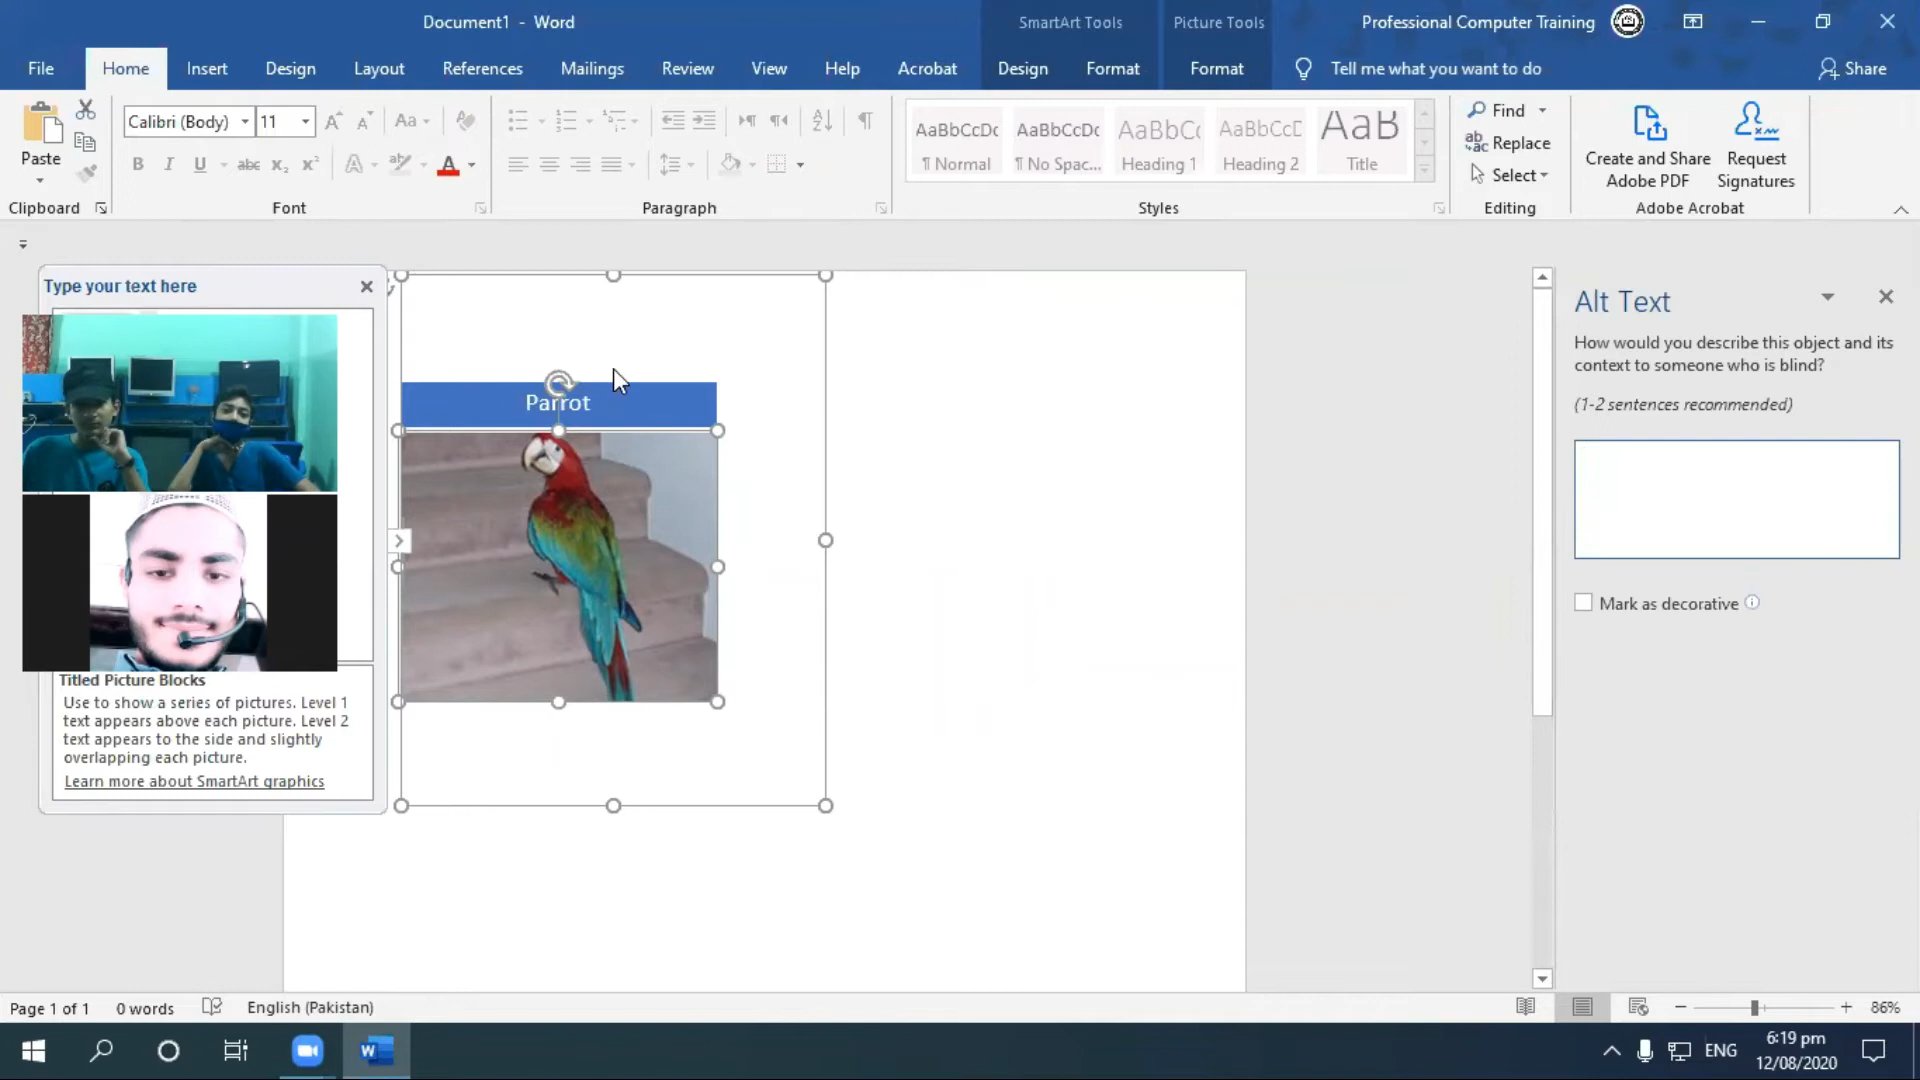 Document1 - Word
SmartArt Tools
Picture Tools
Professional Computer Training
File
Home
Insert
Design
Layout
References
Mailings
Review
View
Help
Acrobat
Design
Format
Format
Tell me what you want to do
Share
Paste
Clipboard
Calibri (Body)
11
Aa
B I U abc x₂ x²
A
A
Font
Paragraph
AaBbCcDc
¶ Normal
AaBbCcDc
¶ No Spac...
AaBbCc
Heading 1
AaBbCcD
Heading 2
AaB
Title
Styles
Find
Replace
Select
Editing
Create and Share
Adobe PDF
Request
Signatures
Adobe Acrobat
Type your text here
Parrot
Titled Picture Blocks
Use to show a series of pictures. Level 1
text appears above each picture. Level 2
text appears to the side and slightly
overlapping each picture.
Learn more about SmartArt graphics
Alt Text
How would you describe this object and its
context to someone who is blind?
(1-2 sentences recommended)
Mark as decorative
Page 1 of 1
0 words
English (Pakistan)
86%
ENG
6:19 pm
12/08/2020